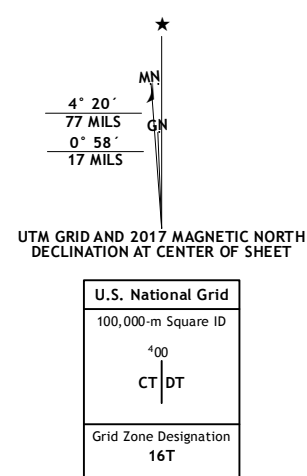 ★
MN
4° 20´
77 MILS
GN
0° 58´
17 MILS
UTM GRID AND 2017 MAGNETIC NORTH
DECLINATION AT CENTER OF SHEET
U.S. National Grid
100,000-m Square ID
⁴00
CT DT
Grid Zone Designation
16T